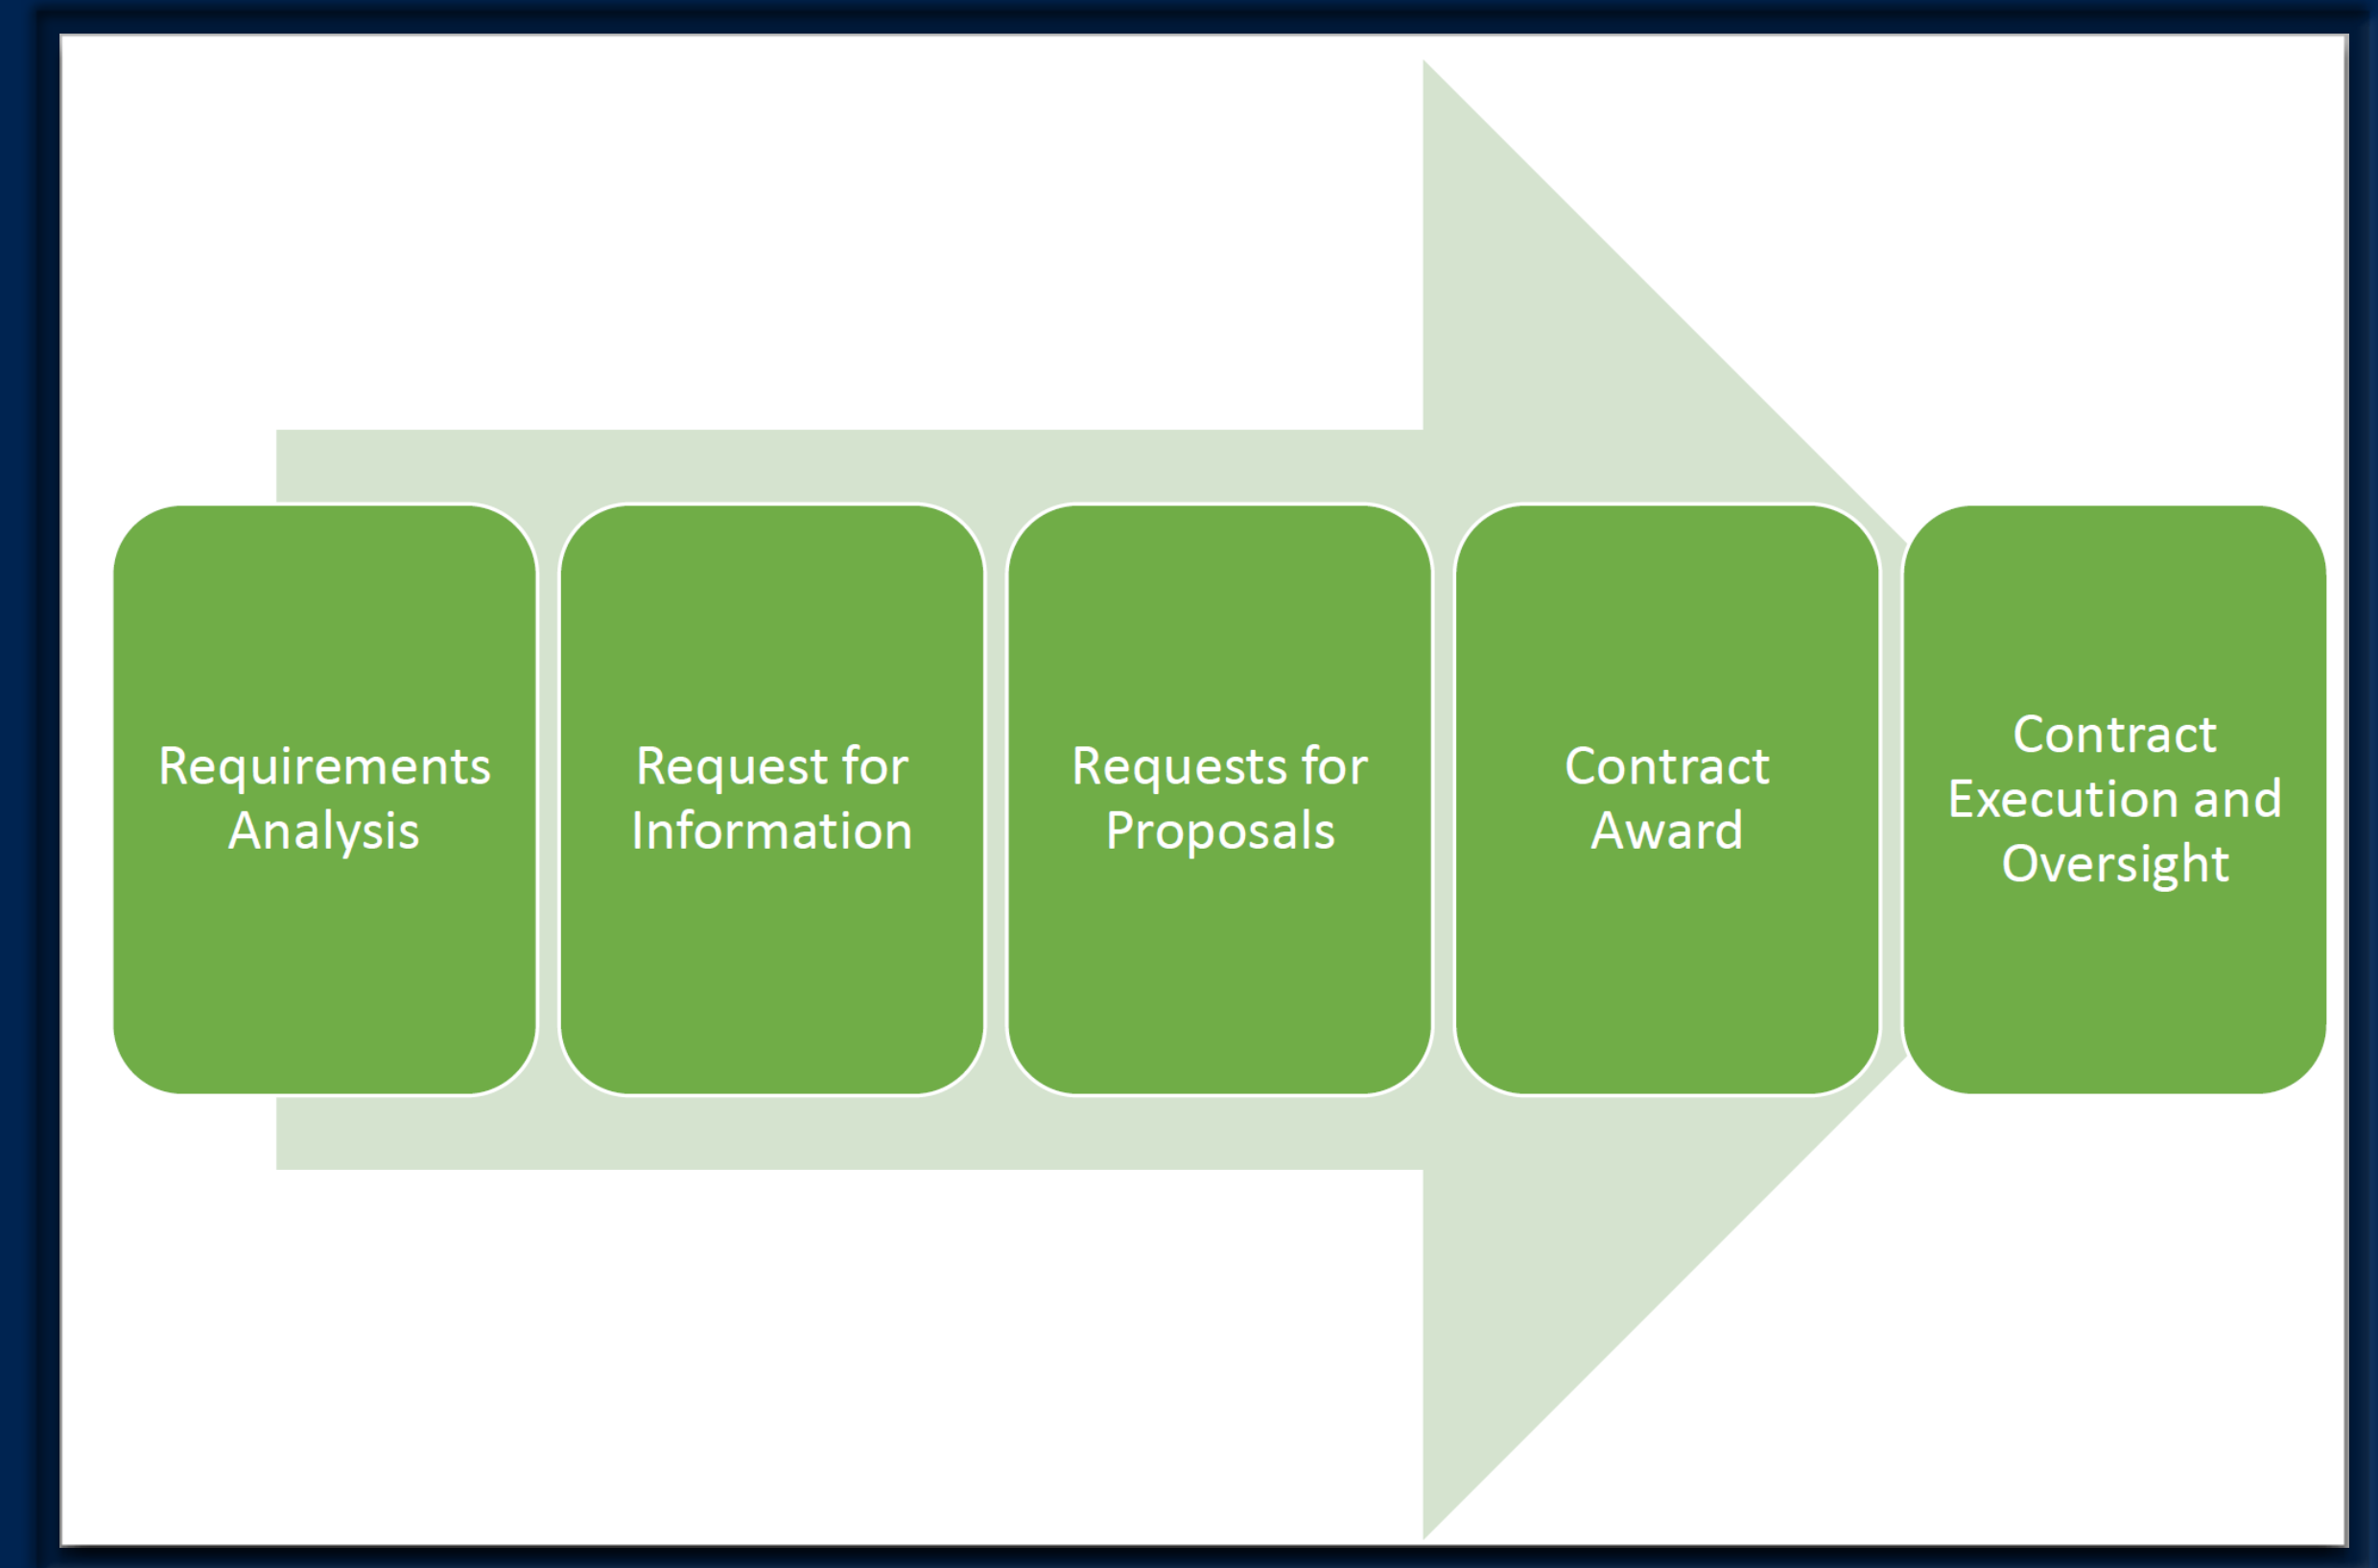 Requirements
Analysis
Request for
Information
Requests for
Proposals
Contract
Award
Contract
Execution and
Oversight